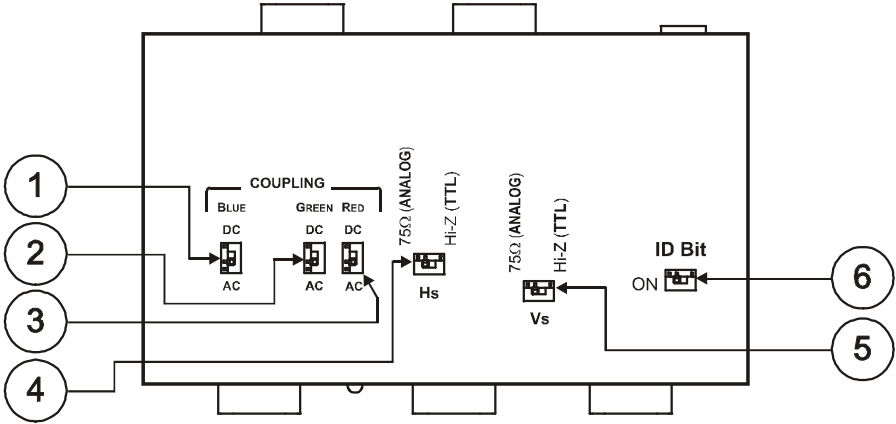 1
2
3
4
COUPLING
BLUE GREEN RED
DC DC DC
AC AC AC
75Ω (ANALOG)
Hi-Z (TTL)
Hs
75Ω (ANALOG)
Hi-Z (TTL)
Vs
ID Bit
ON
6
5